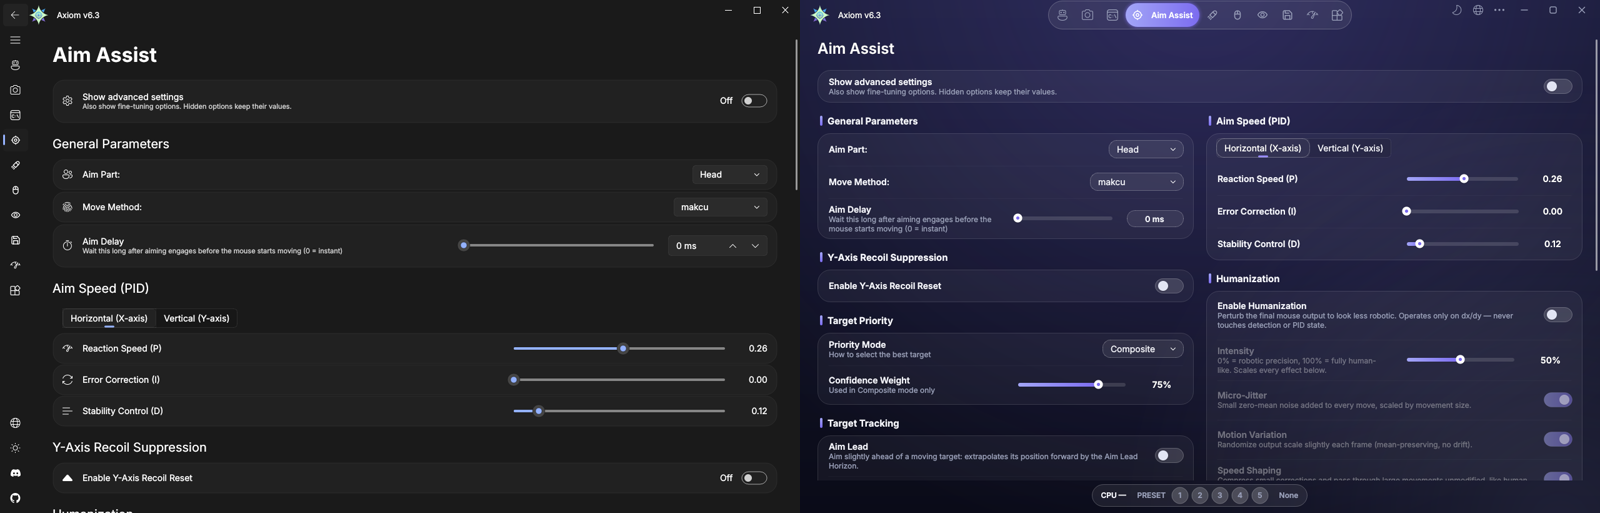 Axiom v6.3
Aim Assist
Show advanced settings
Also show fine-tuning options. Hidden options keep their values.
Off
General Parameters
Aim Part:
Head
Move Method:
makcu
Aim Delay
Wait this long after aiming engages before the mouse starts moving (0 = instant)
0 ms
Aim Speed (PID)
Horizontal (X-axis)
Vertical (Y-axis)
Reaction Speed (P)
0.26
Error Correction (I)
0.00
Stability Control (D)
0.12
Y-Axis Recoil Suppression
Enable Y-Axis Recoil Reset
Off
Humanization
Axiom v6.3
Aim Assist
Aim Assist
Show advanced settings
Also show fine-tuning options. Hidden options keep their values.
General Parameters
Aim Part:
Head
Move Method:
makcu
Aim Delay
Wait this long after aiming engages before the
mouse starts moving (0 = instant)
0 ms
Y-Axis Recoil Suppression
Enable Y-Axis Recoil Reset
Target Priority
Priority Mode
How to select the best target
Composite
Confidence Weight
Used in Composite mode only
75%
Target Tracking
Aim Lead
Aim slightly ahead of a moving target: extrapolates its position forward by the Aim Lead
Horizon.
Aim Speed (PID)
Horizontal (X-axis)
Vertical (Y-axis)
Reaction Speed (P)
0.26
Error Correction (I)
0.00
Stability Control (D)
0.12
Humanization
Enable Humanization
Perturb the final mouse output to look less robotic. Operates only on dx/dy — never
touches detection or PID state.
Intensity
0% = robotic precision, 100% = fully human-
like. Scales every effect below.
50%
Micro-Jitter
Small zero-mean noise added to every move, scaled by movement size.
Motion Variation
Randomize output scale slightly each frame (mean-preserving, no drift).
Speed Shaping
Compress small corrections and pass through large movements unmodified, like human
CPU —
PRESET
1
2
3
4
5
None